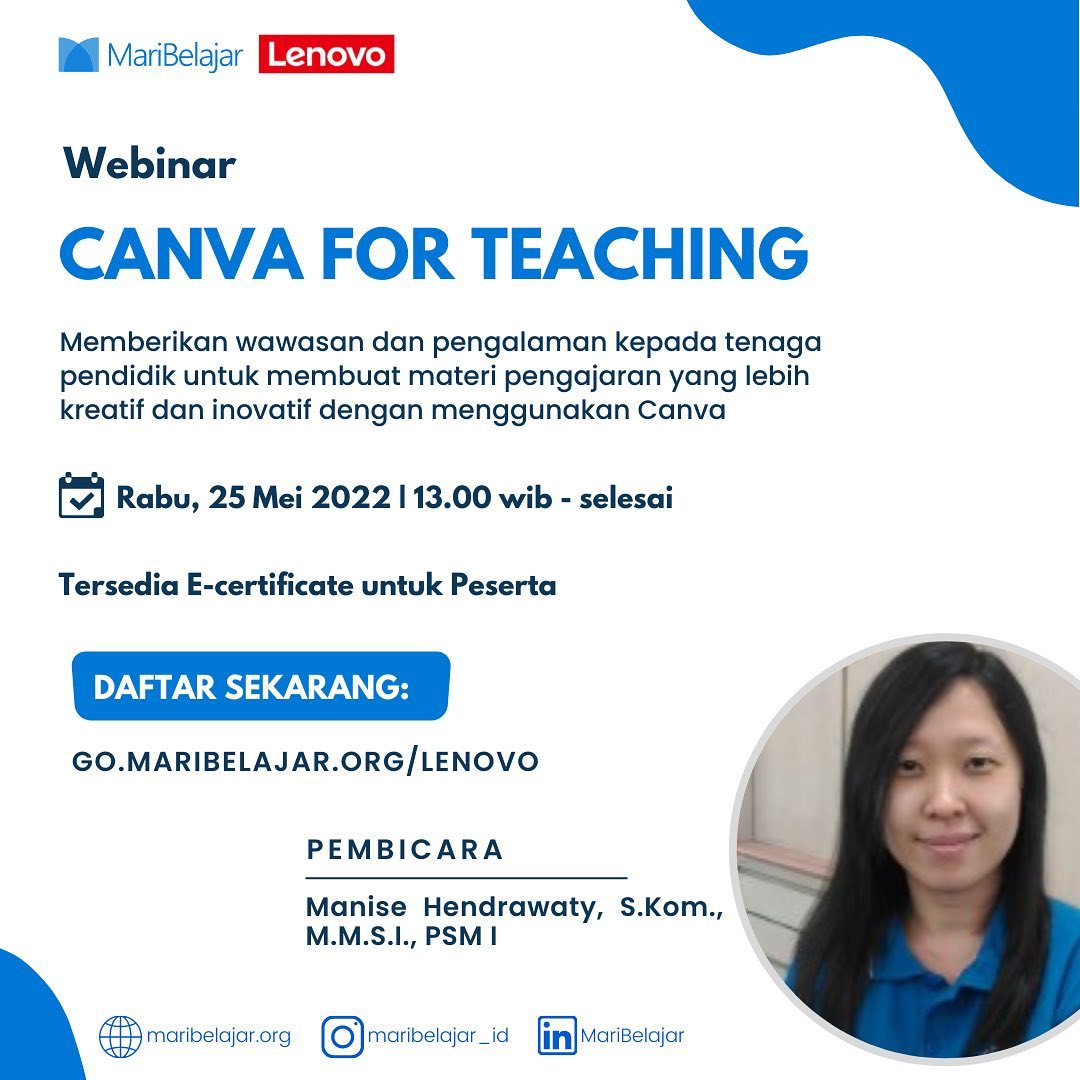 MariBelajar Lenovo
Webinar
CANVA FOR TEACHING
Memberikan wawasan dan pengalaman kepada tenaga
pendidik untuk membuat materi pengajaran yang lebih
kreatif dan inovatif dengan menggunakan Canva
Rabu, 25 Mei 2022 | 13.00 wib - selesai
Tersedia E-certificate untuk Peserta
DAFTAR SEKARANG:
GO.MARIBELAJAR.ORG/LENOVO
PEMBICARA
Manise Hendrawaty, S.Kom.,
M.M.S.I., PSM I
maribelajar.org maribelajar_id MariBelajar